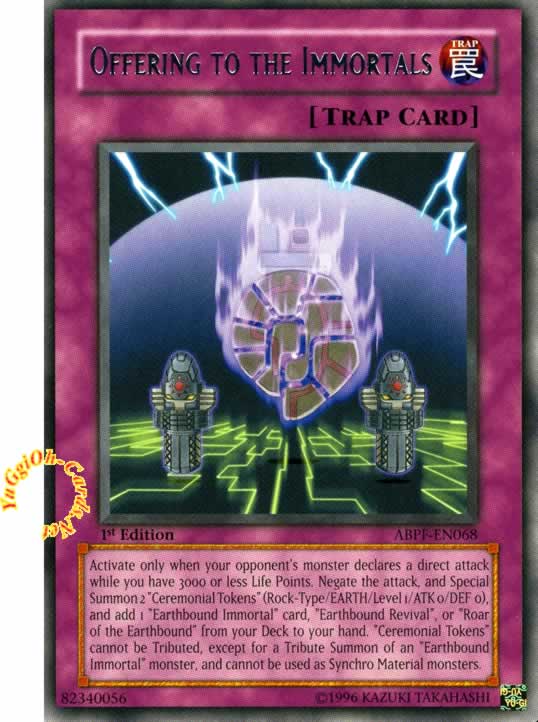 OFFERING TO THE IMMORTALS
TRAP
罠
[TRAP CARD]
YuGgiOh-Cards.Net
1st Edition
ABPF-EN068
Activate only when your opponent's monster declares a direct attack
while you have 3000 or less Life Points. Negate the attack, and Special
Summon 2 "Ceremonial Tokens" (Rock-Type/EARTH/Level 1/ATK 0/DEF 0),
and add 1 "Earthbound Immortal" card, "Earthbound Revival", or "Roar
of the Earthbound" from your Deck to your hand. "Ceremonial Tokens"
cannot be Tributed, except for a Tribute Summon of an "Earthbound
Immortal" monster, and cannot be used as Synchro Material monsters.
82340056
©1996 KAZUKI TAKAHASHI